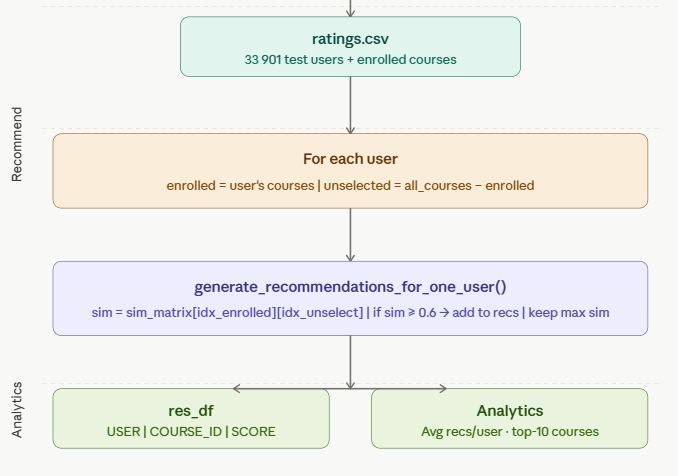 ratings.csv
33 901 test users + enrolled courses
Recommend
For each user
enrolled = user's courses | unselected = all_courses − enrolled
generate_recommendations_for_one_user()
sim = sim_matrix[idx_enrolled][idx_unselect] | if sim ≥ 0.6 → add to recs | keep max sim
Analytics
res_df
USER | COURSE_ID | SCORE
Analytics
Avg recs/user · top-10 courses